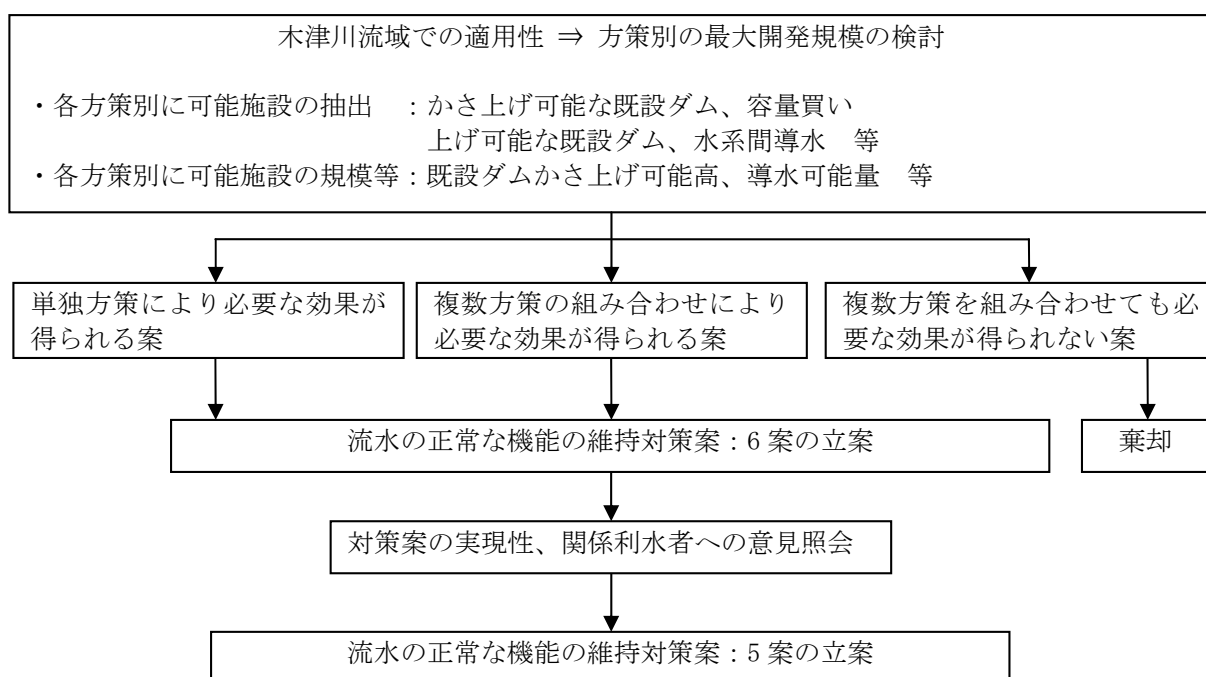 木津川流域での適用性 ⇒ 方策別の最大開発規模の検討
・各方策別に可能施設の抽出　：かさ上げ可能な既設ダム、容量買い
上げ可能な既設ダム、水系間導水　等
・各方策別に可能施設の規模等：既設ダムかさ上げ可能高、導水可能量　等
単独方策により必要な効果が
得られる案
複数方策の組み合わせにより
必要な効果が得られる案
複数方策を組み合わせても必
要な効果が得られない案
流水の正常な機能の維持対策案：6 案の立案
棄却
対策案の実現性、関係利水者への意見照会
流水の正常な機能の維持対策案：5 案の立案